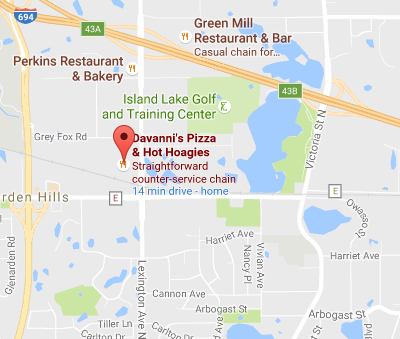 694
43A
Green Mill
Restaurant & Bar
Casual chain for...
Perkins Restaurant
& Bakery
43B
Island Lake Golf
and Training Center
Grey Fox Rd
Victoria St N
Davanni's Pizza
& Hot Hoagies
Straightforward
counter-service chain
14 min drive - home
E
E
rden Hills
Glenarden Rd
Lexington Ave N
Harriet Ave
Vivian Ave
Nancy Pl
Owasso St
Harriet Ave
Cannon Ave
Arbogast St
Arbogast St
Tiller Ln
Carlton Dr